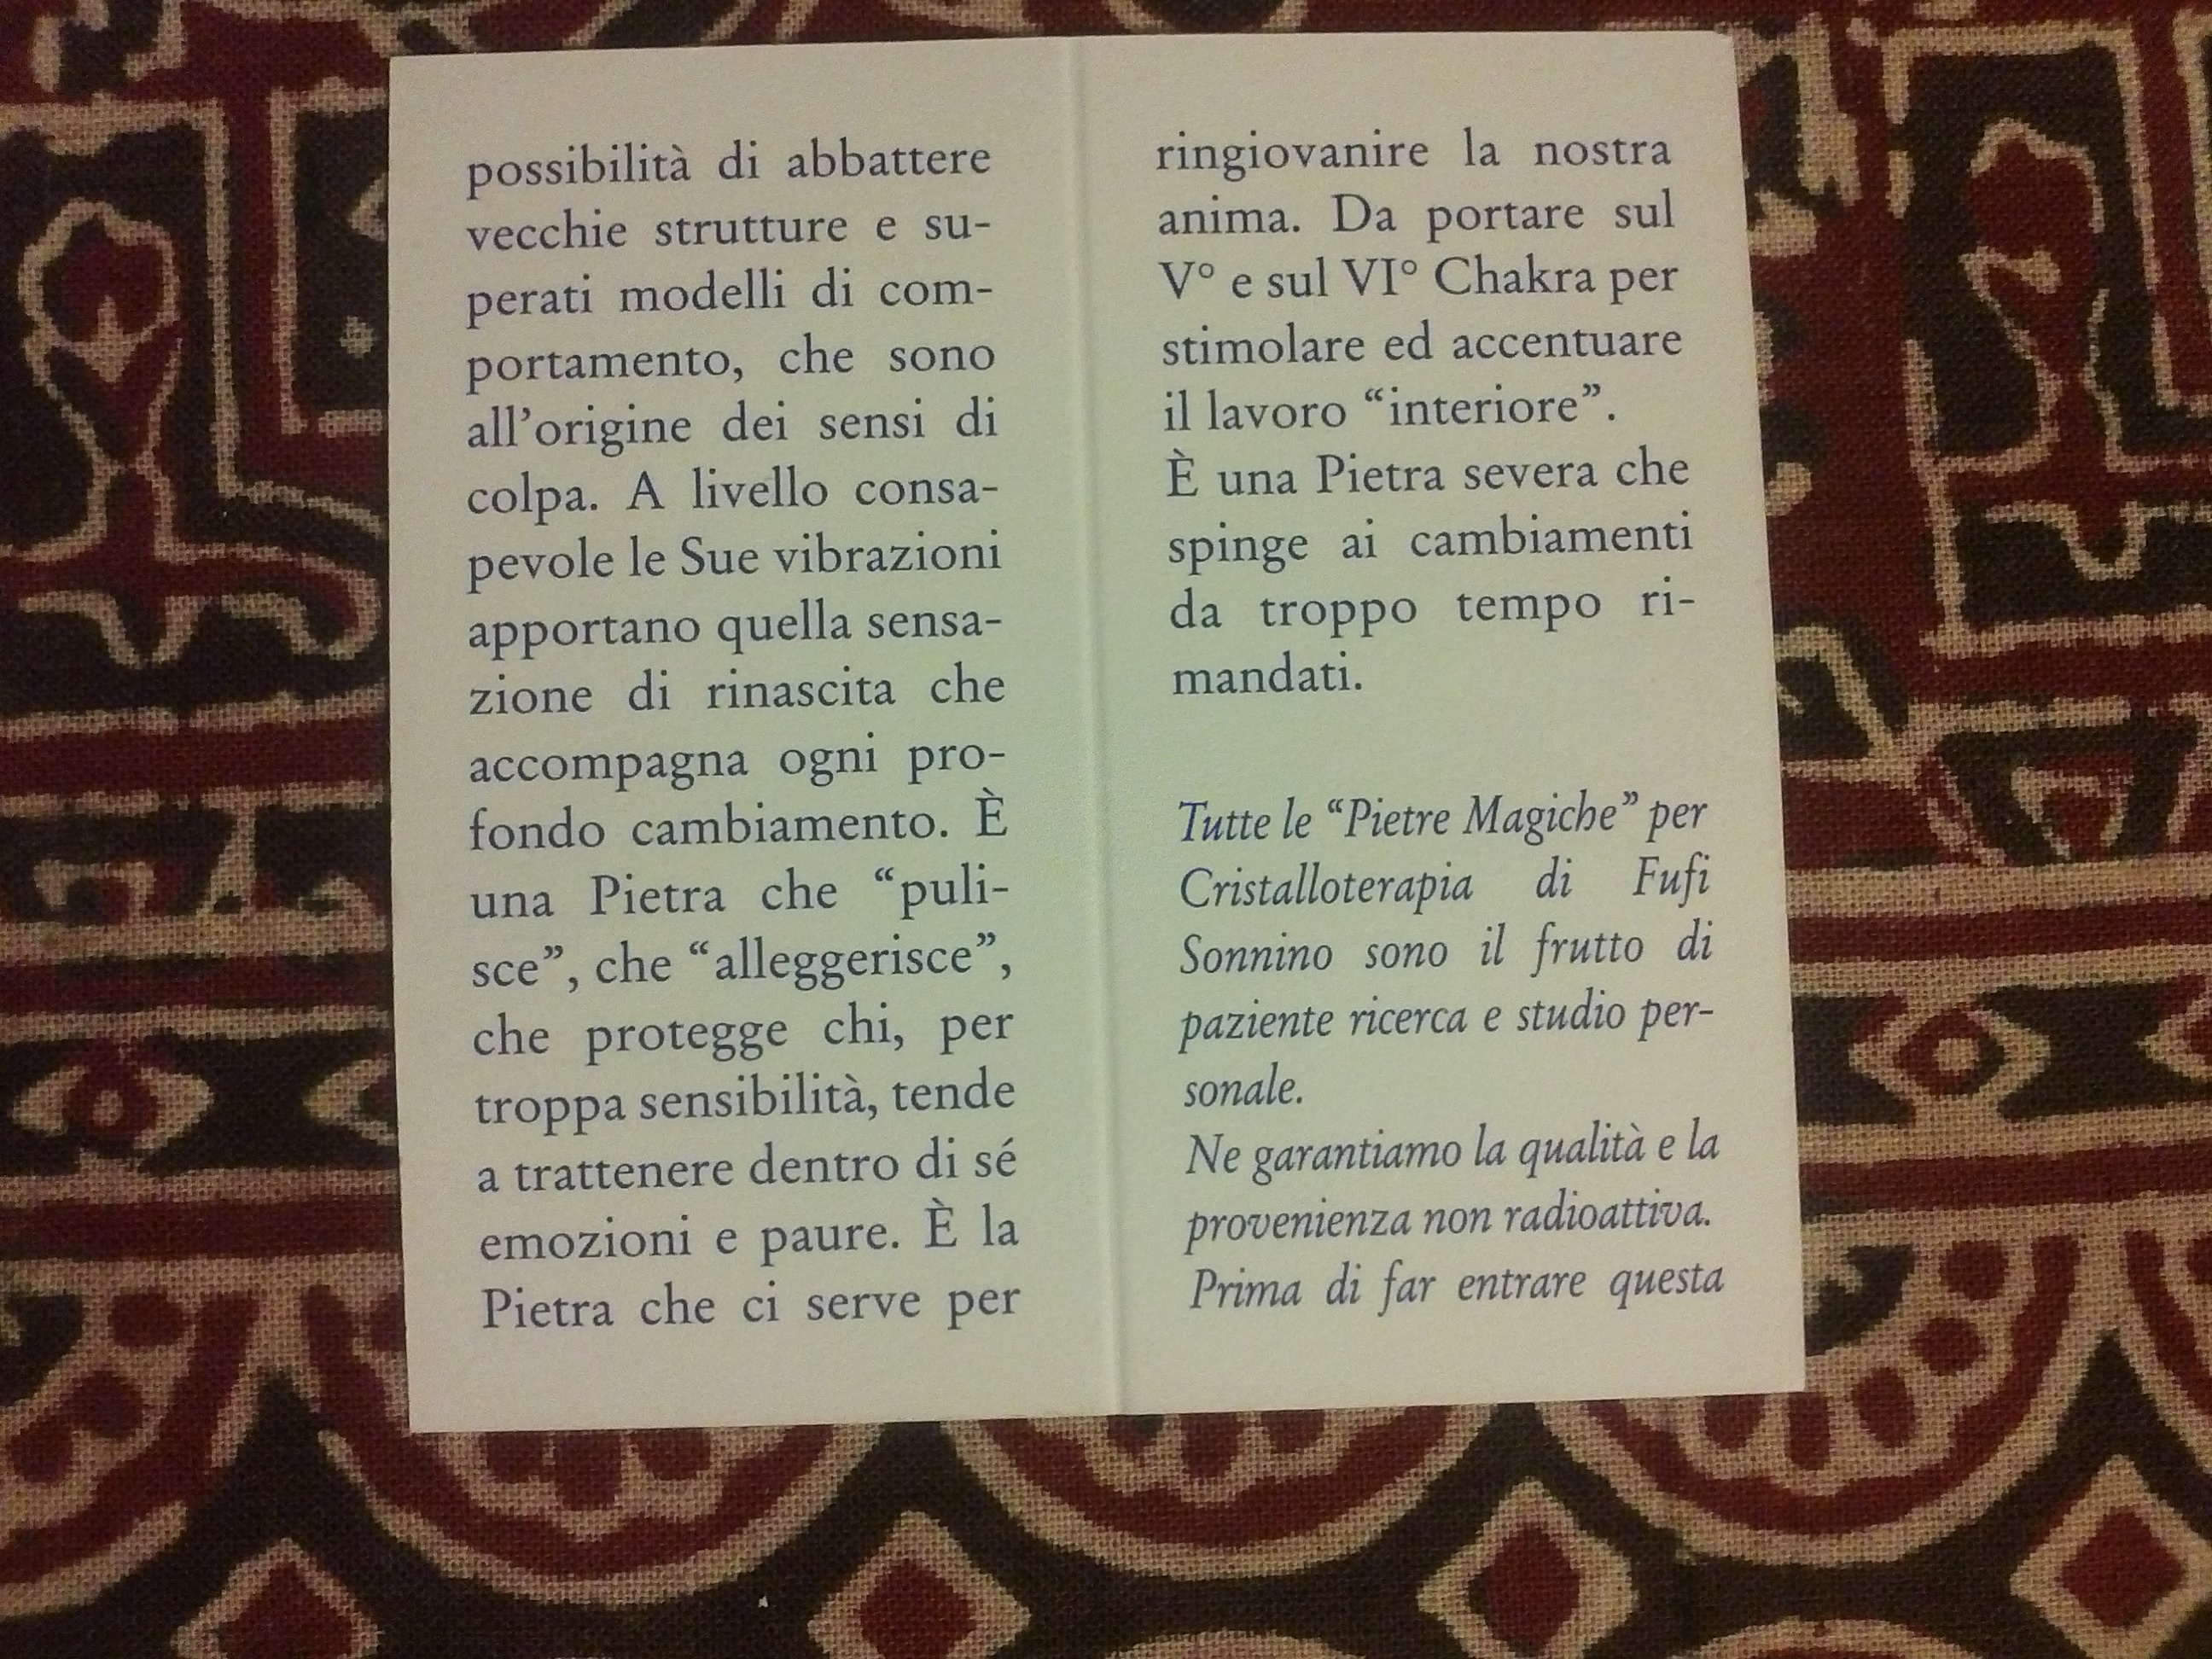 possibilità di abbattere
vecchie strutture e su-
perati modelli di com-
portamento, che sono
all’origine dei sensi di
colpa. A livello consa-
pevole le Sue vibrazioni
apportano quella sensa-
zione di rinascita che
accompagna ogni pro-
fondo cambiamento. È
una Pietra che “puli-
sce”, che “alleggerisce”,
che protegge chi, per
troppa sensibilità, tende
a trattenere dentro di sé
emozioni e paure. È la
Pietra che ci serve per
ringiovanire la nostra
anima. Da portare sul
V° e sul VI° Chakra per
stimolare ed accentuare
il lavoro “interiore”.
È una Pietra severa che
spinge ai cambiamenti
da troppo tempo ri-
mandati.
Tutte le “Pietre Magiche” per
Cristalloterapia di Fufi
Sonnino sono il frutto di
paziente ricerca e studio per-
sonale.
Ne garantiamo la qualità e la
provenienza non radioattiva.
Prima di far entrare questa